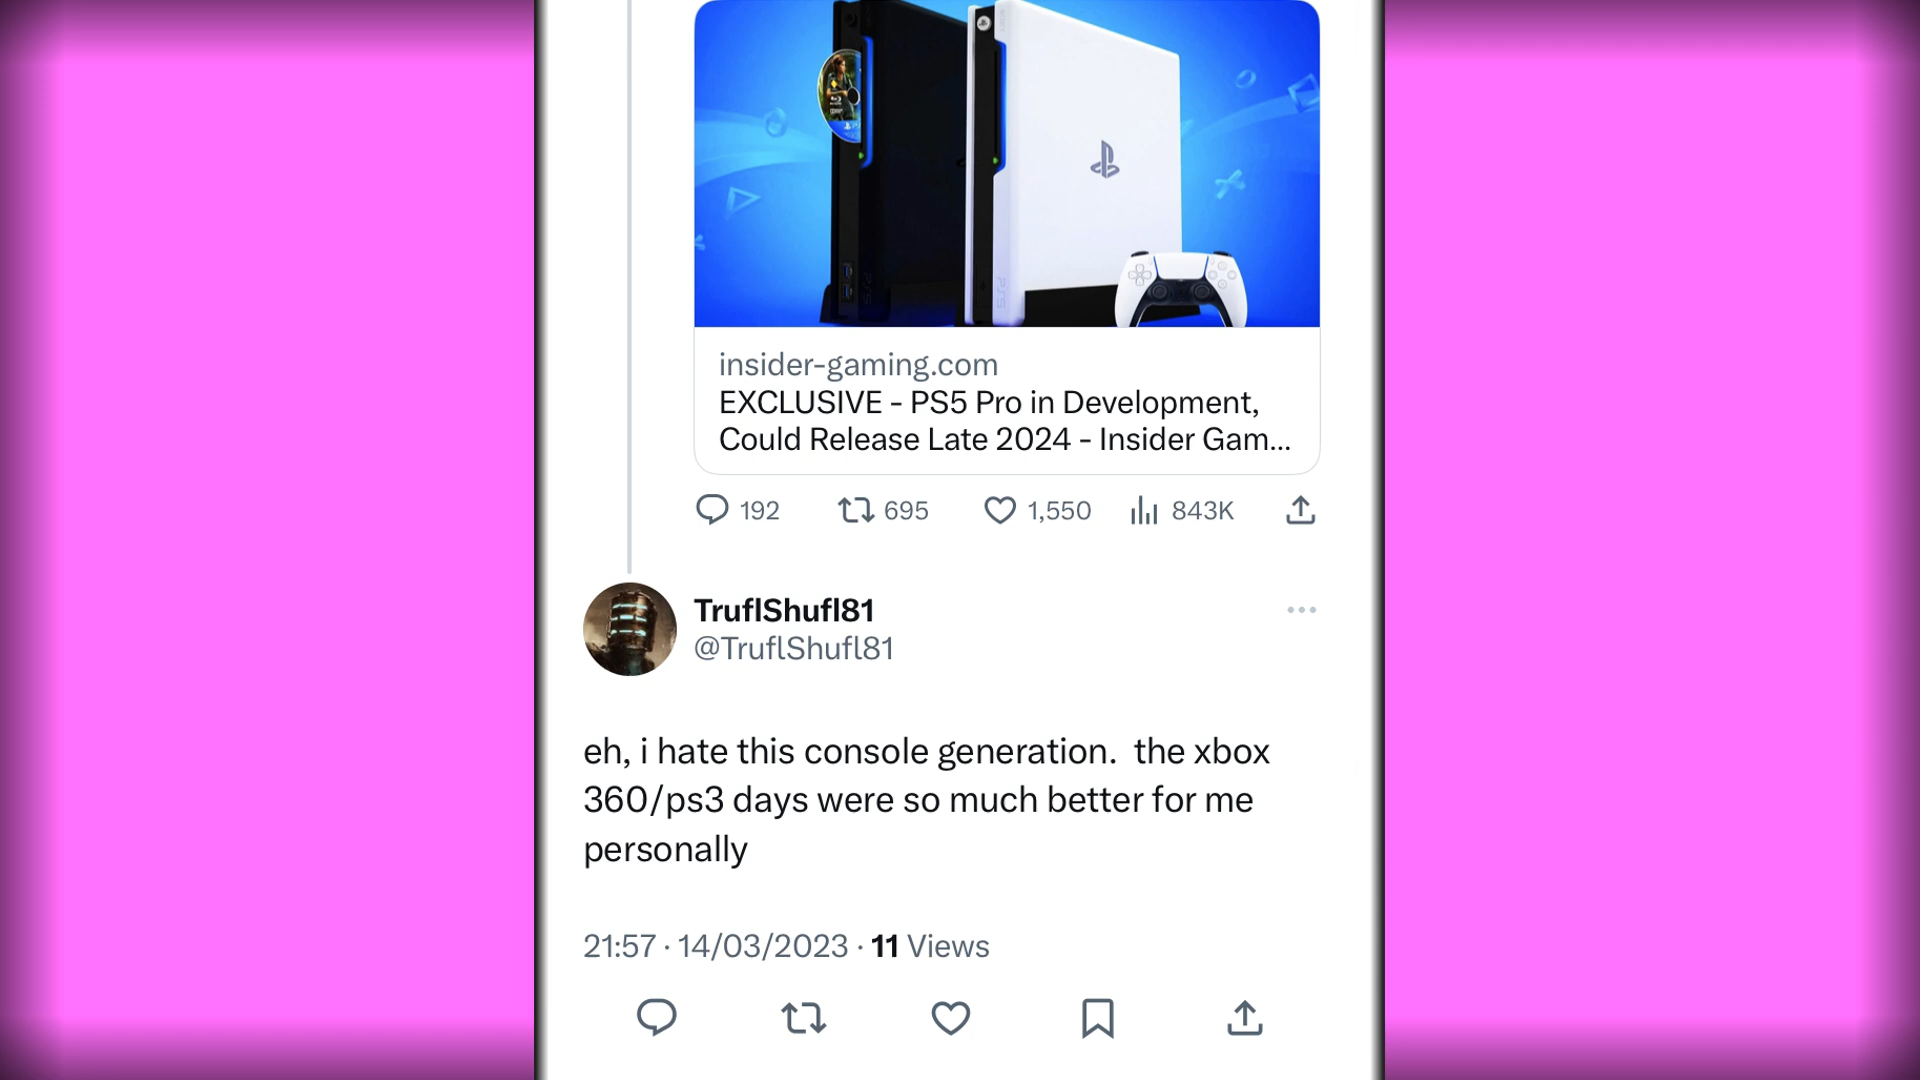 insider-gaming.com
EXCLUSIVE - PS5 Pro in Development,
Could Release Late 2024 - Insider Gam...
192 695 1,550 843K
TruflShufl81
@TruflShufl81
eh, i hate this console generation.  the xbox
360/ps3 days were so much better for me
personally
21:57 · 14/03/2023 · 11 Views